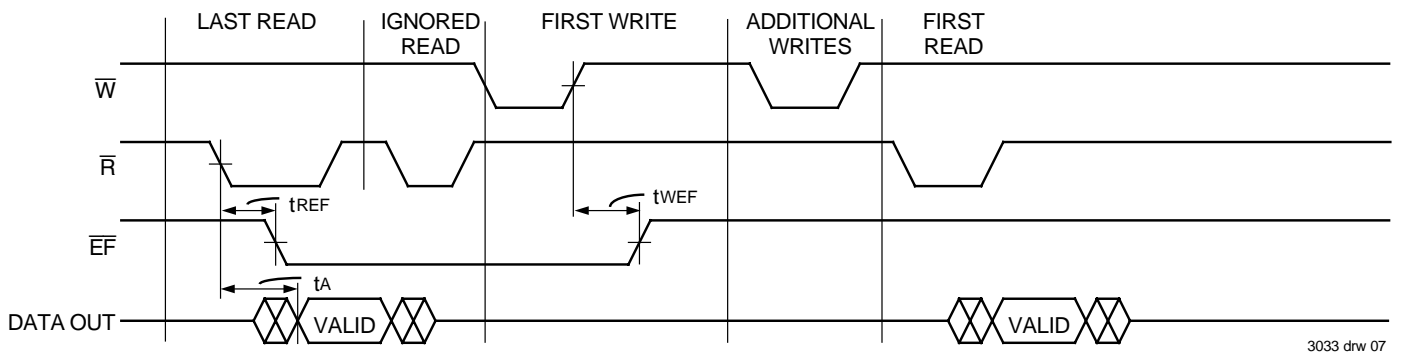 LAST READ
IGNORED READ
FIRST WRITE
ADDITIONAL WRITES
FIRST READ
W̅
R̅
tREF
tWEF
E̅F̅
tA
DATA OUT
VALID
VALID
3033 drw 07